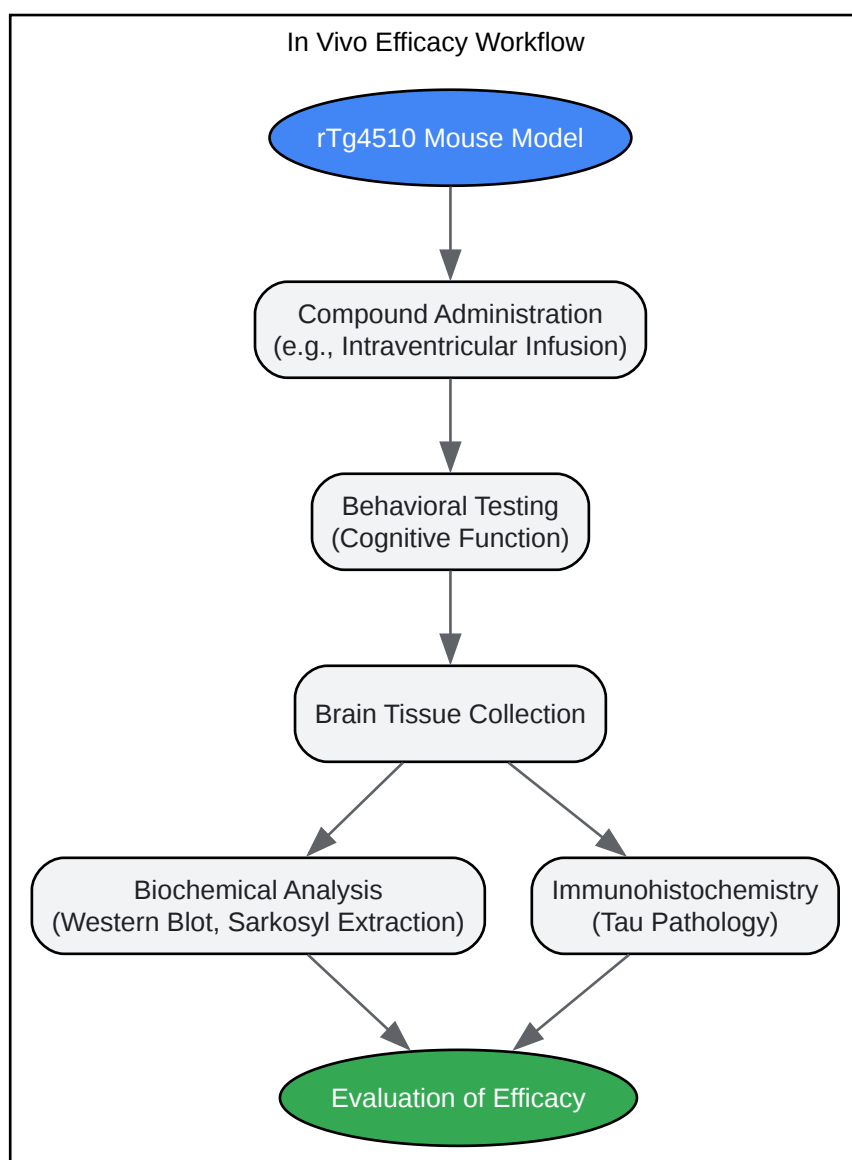 In Vivo Efficacy Workflow
rTg4510 Mouse Model
Compound Administration
(e.g., Intraventricular Infusion)
Behavioral Testing
(Cognitive Function)
Brain Tissue Collection
Biochemical Analysis
(Western Blot, Sarkosyl Extraction)
Immunohistochemistry
(Tau Pathology)
Evaluation of Efficacy